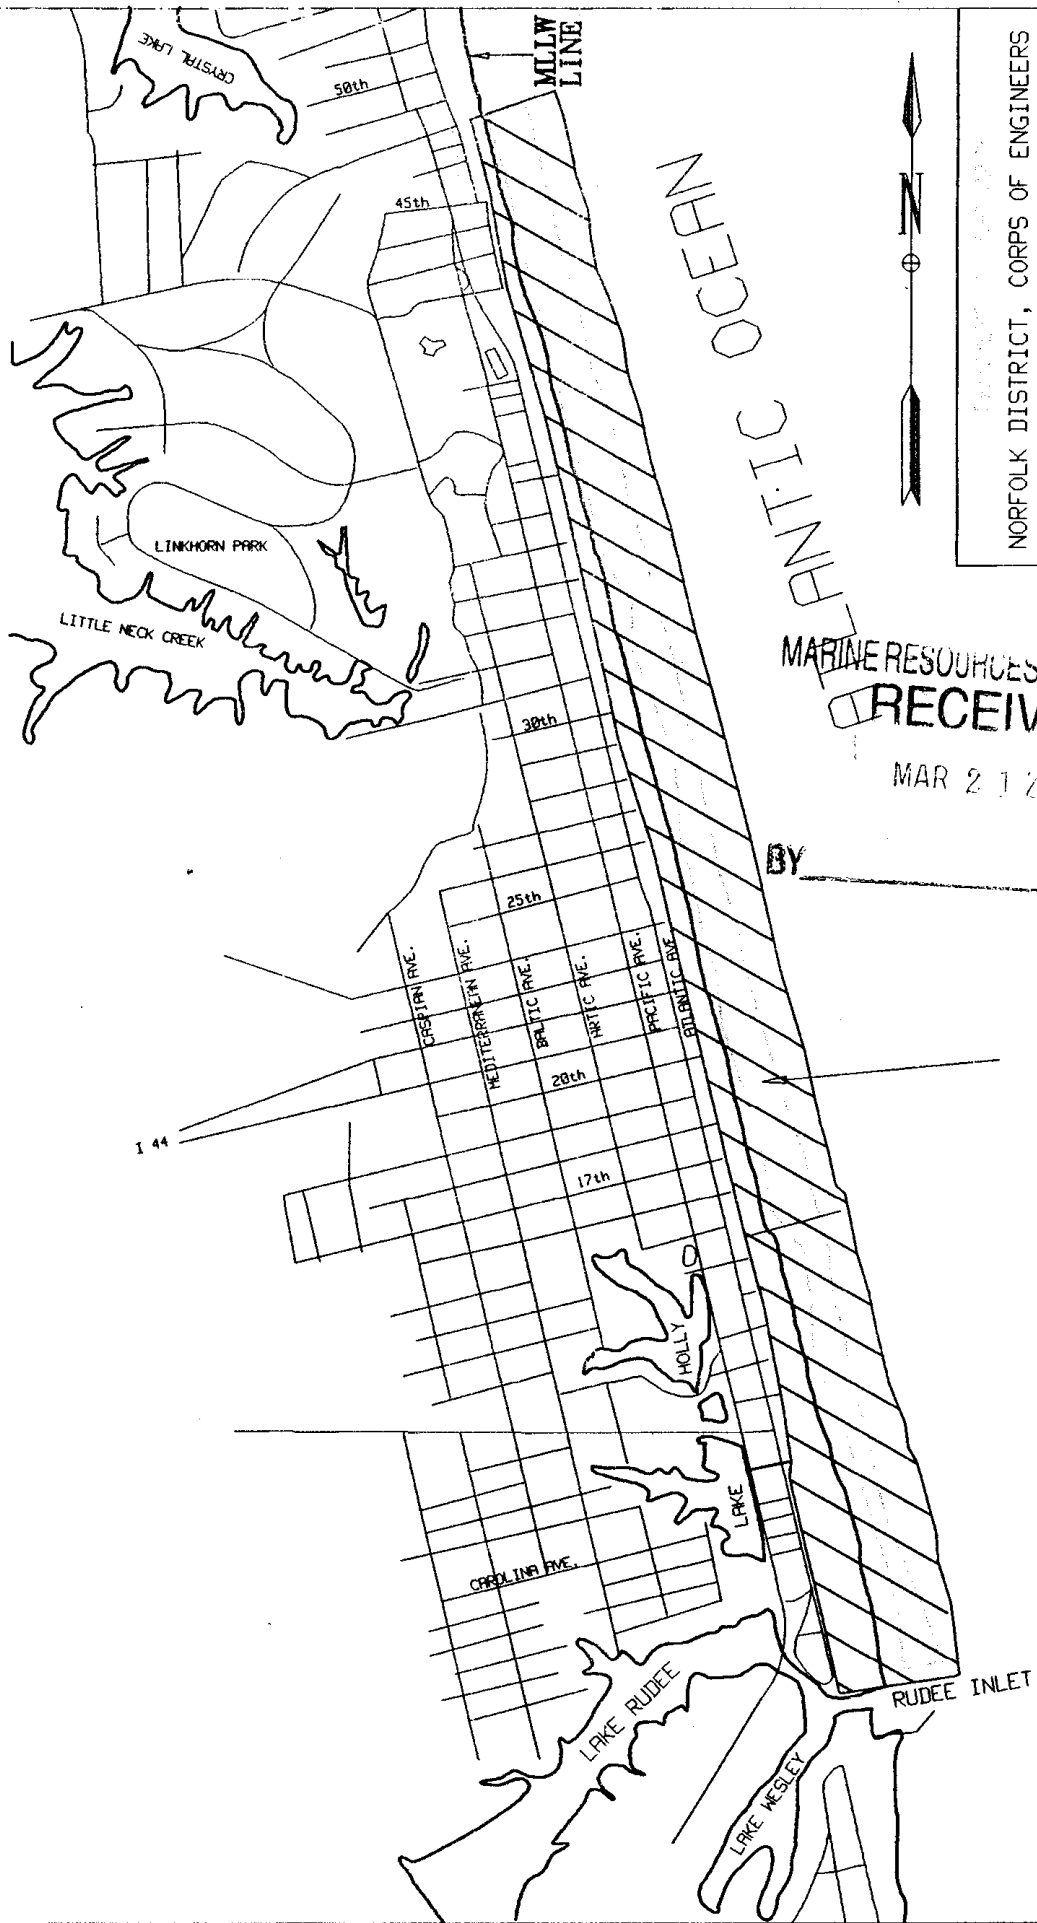 CRYSTAL LAKE
MLLW
LINE
50th
NORFOLK DISTRICT, CORPS OF ENGINEERS
N
45th
ATLANTIC OCEAN
LINKHORN PARK
LITTLE NECK CREEK
MARINE RESOURCES
RECEIV
MAR 2 1 2
30th
BY
25th
CASPIAN AVE.
MEDITERRANEAN AVE.
BALTIC AVE.
ARTIC AVE.
PACIFIC AVE.
ATLANTIC AVE
20th
I 44
17th
HOLLY
LAKE
CAROLINA AVE.
LAKE RUDEE
RUDEE INLET
LAKE WESLEY